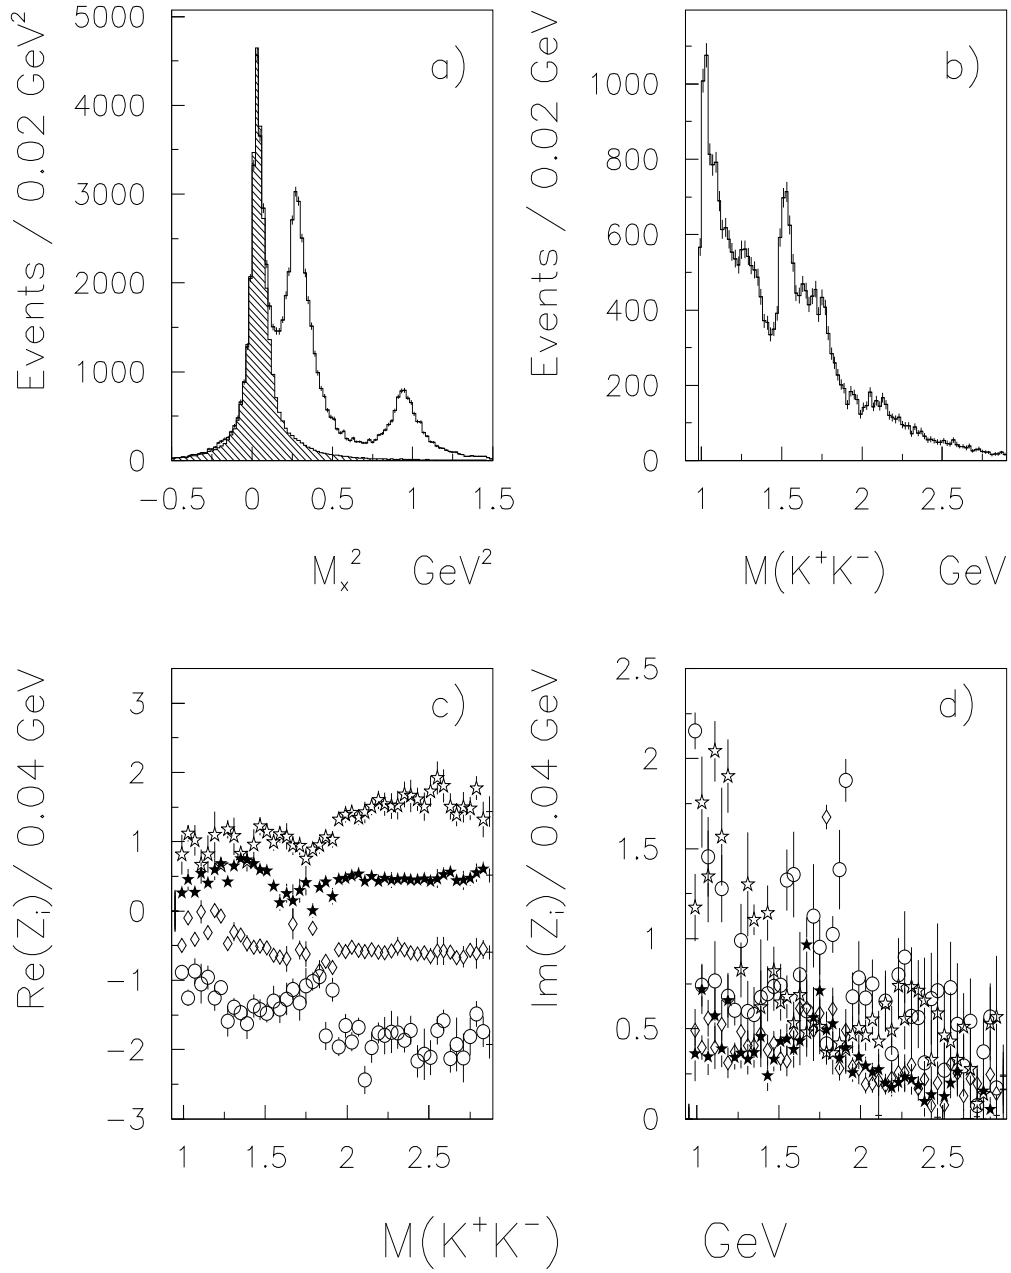 Events / 0.02 GeV²
5000
4000
3000
2000
1000
0
a)
−0.5 0 0.5 1 1.5
Mₓ² GeV²
Events / 0.02 GeV
1000
800
600
400
200
0
b)
1 1.5 2 2.5
M(K⁺K⁻) GeV
Re(Zᵢ)/ 0.04 GeV
3
2
1
0
−1
−2
−3
c)
1 1.5 2 2.5
Im(Zᵢ)/ 0.04 GeV
2.5
2
1.5
1
0.5
0
d)
1 1.5 2 2.5
M(K⁺K⁻) GeV